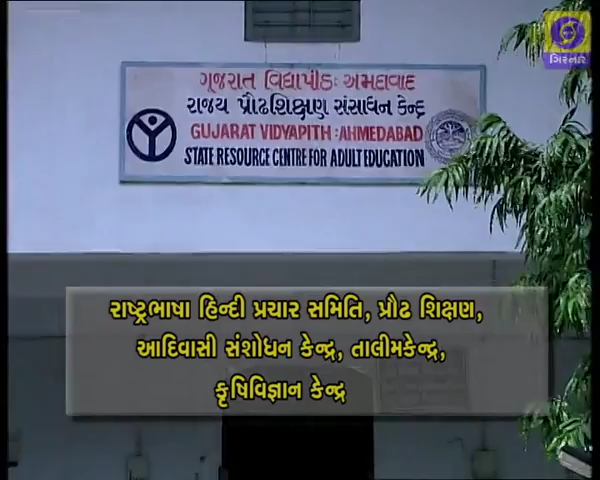 ગિરનાર
ગૂજરાત વિદ્યાપીઠ : અમદાવાદ
રાજ્ય પ્રૌઢશિક્ષણ સંસાધન કેન્દ્ર
GUJARAT VIDYAPITH : AHMEDABAD
STATE RESOURCE CENTRE FOR ADULT EDUCATION
રાષ્ટ્રભાષા હિન્દી પ્રચાર સમિતિ, પ્રૌઢ શિક્ષણ,
આદિવાસી સંશોધન કેન્દ્ર, તાલીમકેન્દ્ર,
કૃષિવિજ્ઞાન કેન્દ્ર